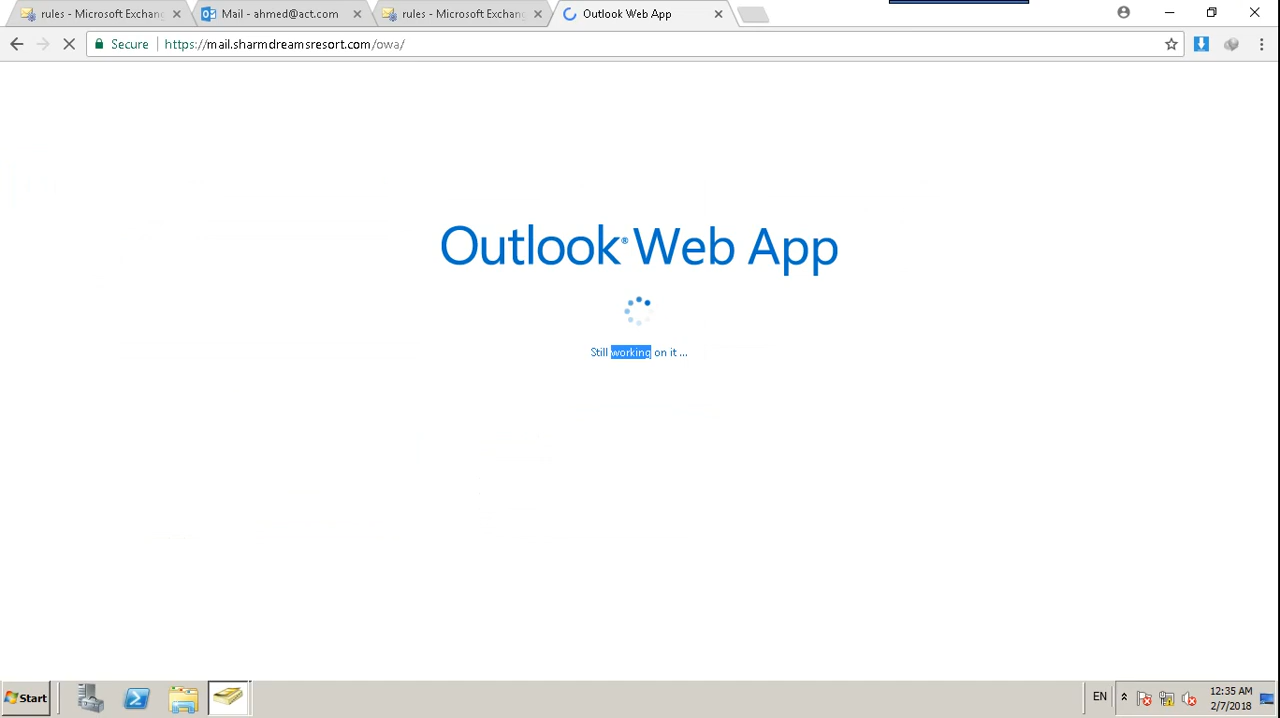 rules - Microsoft Exchang
Mail - ahmed@act.com
rules - Microsoft Exchang
Outlook Web App
Secure
https://mail.sharmdreamsresort.com/owa/
Outlook® Web App
Still working on it ...
Start
EN
12:35 AM
2/7/2018